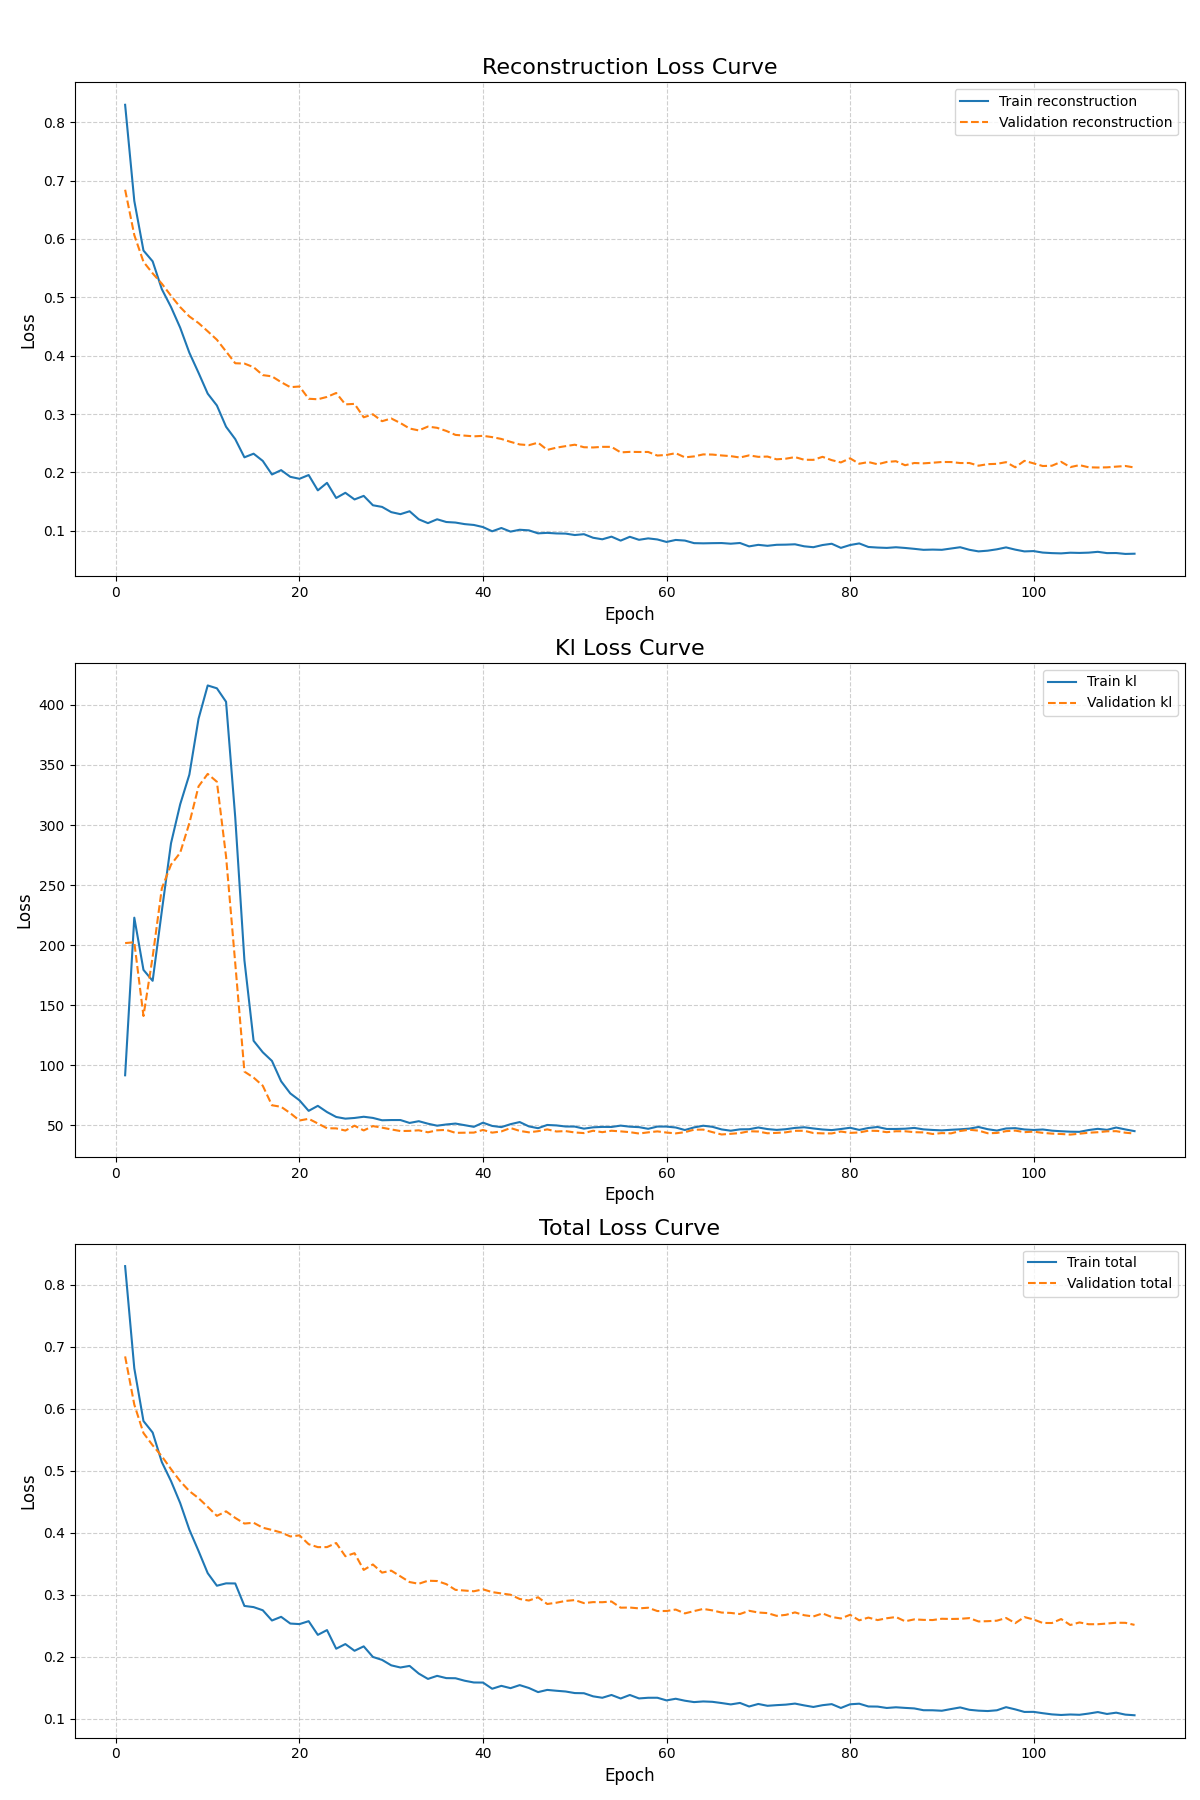 Reconstruction Loss Curve
Train reconstruction
Validation reconstruction
Loss
0.8
0.7
0.6
0.5
0.4
0.3
0.2
0.1
0 20 40 60 80 100
Epoch
Kl Loss Curve
Train kl
Validation kl
Loss
400
350
300
250
200
150
100
50
0 20 40 60 80 100
Epoch
Total Loss Curve
Train total
Validation total
Loss
0.8
0.7
0.6
0.5
0.4
0.3
0.2
0.1
0 20 40 60 80 100
Epoch